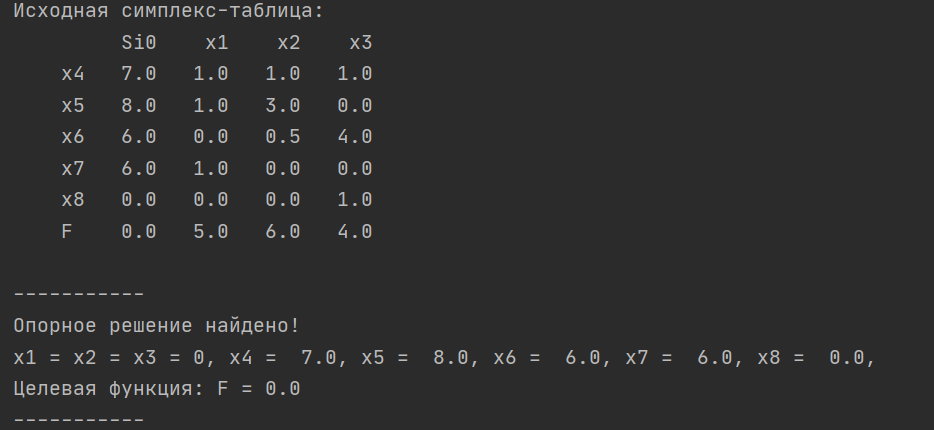 Исходная симплекс-таблица:
Si0 x1 x2 x3
x4 7.0 1.0 1.0 1.0
x5 8.0 1.0 3.0 0.0
x6 6.0 0.0 0.5 4.0
x7 6.0 1.0 0.0 0.0
x8 0.0 0.0 0.0 1.0
F 0.0 5.0 6.0 4.0
-----------
Опорное решение найдено!
x1 = x2 = x3 = 0, x4 =  7.0, x5 =  8.0, x6 =  6.0, x7 =  6.0, x8 =  0.0,
Целевая функция: F = 0.0
-----------